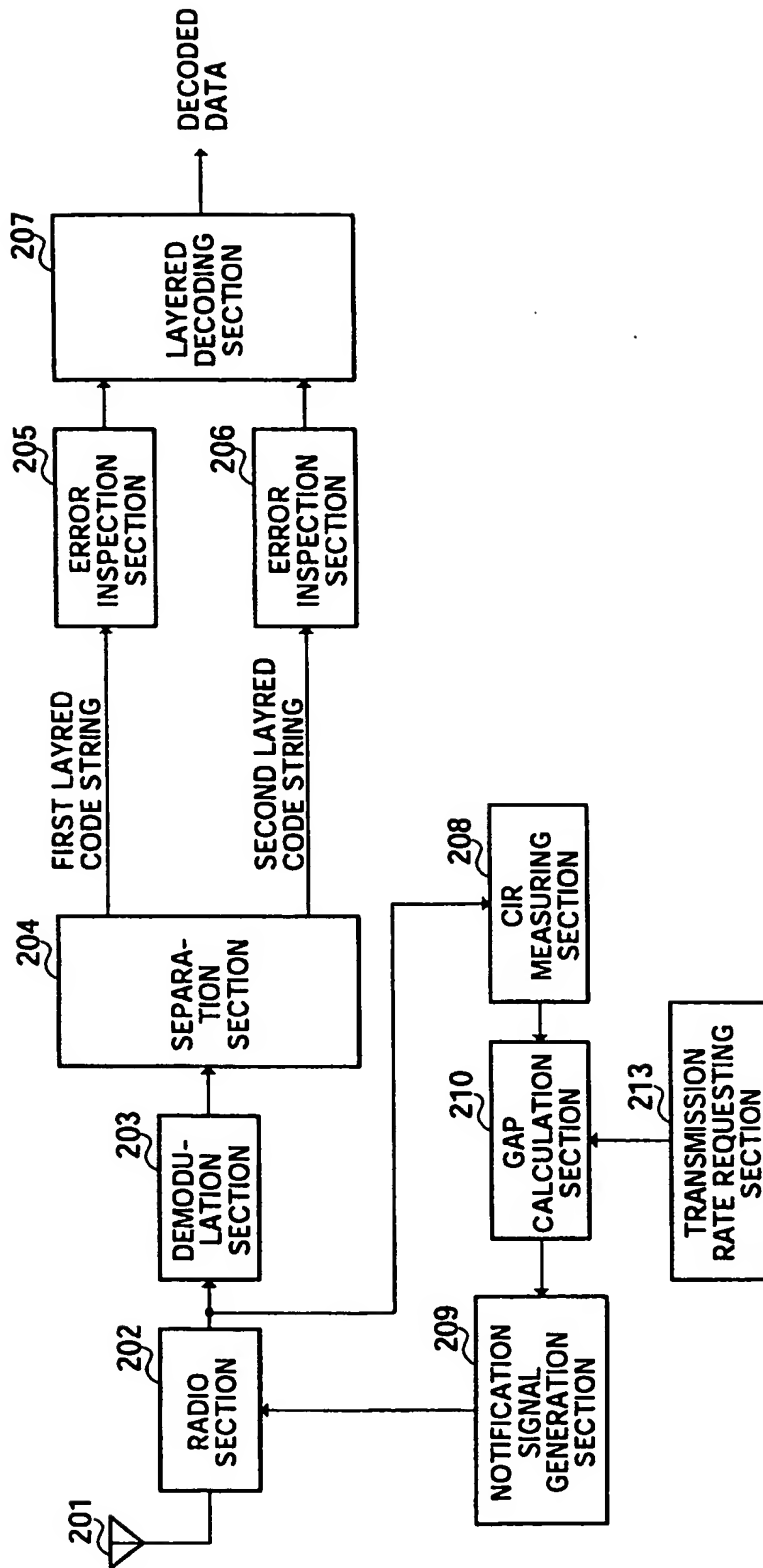 201
202
RADIO
SECTION
203
DEMODU-
LATION
SECTION
204
SEPARA-
TION
SECTION
FIRST LAYRED
CODE STRING
SECOND LAYRED
CODE STRING
205
ERROR
INSPECTION
SECTION
206
ERROR
INSPECTION
SECTION
207
LAYERED
DECODING
SECTION
DECODED
DATA
209
NOTIFICATION
SIGNAL
GENERATION
SECTION
210
GAP
CALCULATION
SECTION
208
CIR
MEASURING
SECTION
213
TRANSMISSION
RATE REQUESTING
SECTION